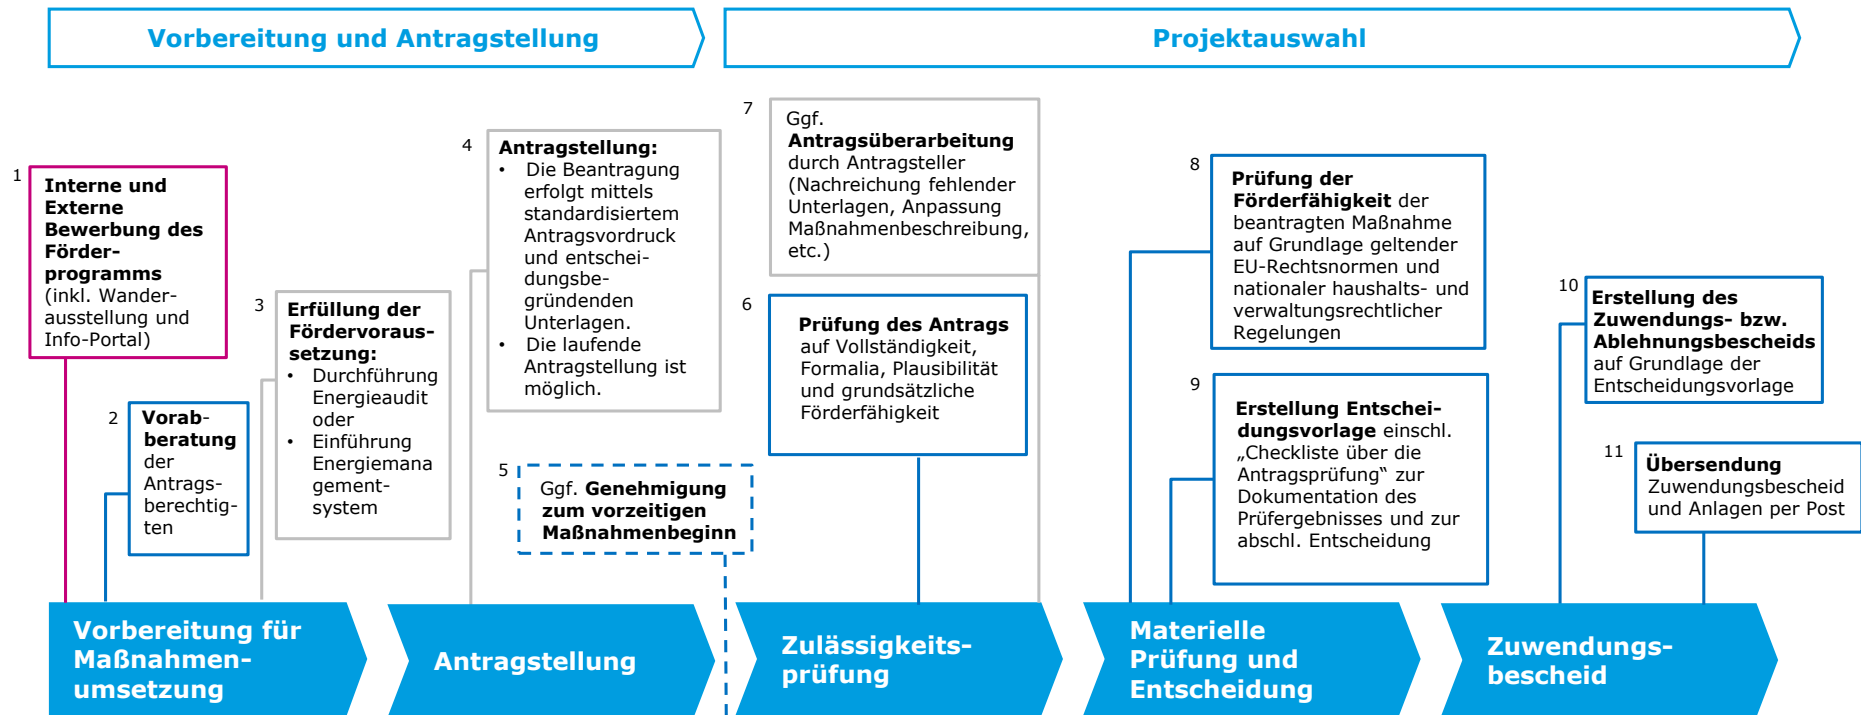 Vorbereitung und Antragstellung
Projektauswahl
1
Interne und
Externe
Bewerbung des
Förder-
programms
(inkl. Wander-
ausstellung und
Info-Portal)
2
Vorab-
beratung
der
Antrags-
berechtig-
ten
3
Erfüllung der
Fördervoraus-
setzung:
• Durchführung
Energieaudit
oder
• Einführung
Energiemana
gement-
system
4
Antragstellung:
• Die Beantragung
erfolgt mittels
standardisiertem
Antragsvordruck
und entschei-
dungsbe-
gründenden
Unterlagen.
• Die laufende
Antragstellung ist
möglich.
5
Ggf. Genehmigung
zum vorzeitigen
Maßnahmenbeginn
7
Ggf.
Antragsüberarbeitung
durch Antragsteller
(Nachreichung fehlender
Unterlagen, Anpassung
Maßnahmenbeschreibung,
etc.)
6
Prüfung des Antrags
auf Vollständigkeit,
Formalia, Plausibilität
und grundsätzliche
Förderfähigkeit
8
Prüfung der
Förderfähigkeit der
beantragten Maßnahme
auf Grundlage geltender
EU-Rechtsnormen und
nationaler haushalts- und
verwaltungsrechtlicher
Regelungen
9
Erstellung Entschei-
dungsvorlage einschl.
„Checkliste über die
Antragsprüfung“ zur
Dokumentation des
Prüfergebnisses und zur
abschl. Entscheidung
10
Erstellung des
Zuwendungs- bzw.
Ablehnungsbescheids
auf Grundlage der
Entscheidungsvorlage
11
Übersendung
Zuwendungsbescheid
und Anlagen per Post
Vorbereitung für
Maßnahmen-
umsetzung
Antragstellung
Zulässigkeits-
prüfung
Materielle
Prüfung und
Entscheidung
Zuwendungs-
bescheid